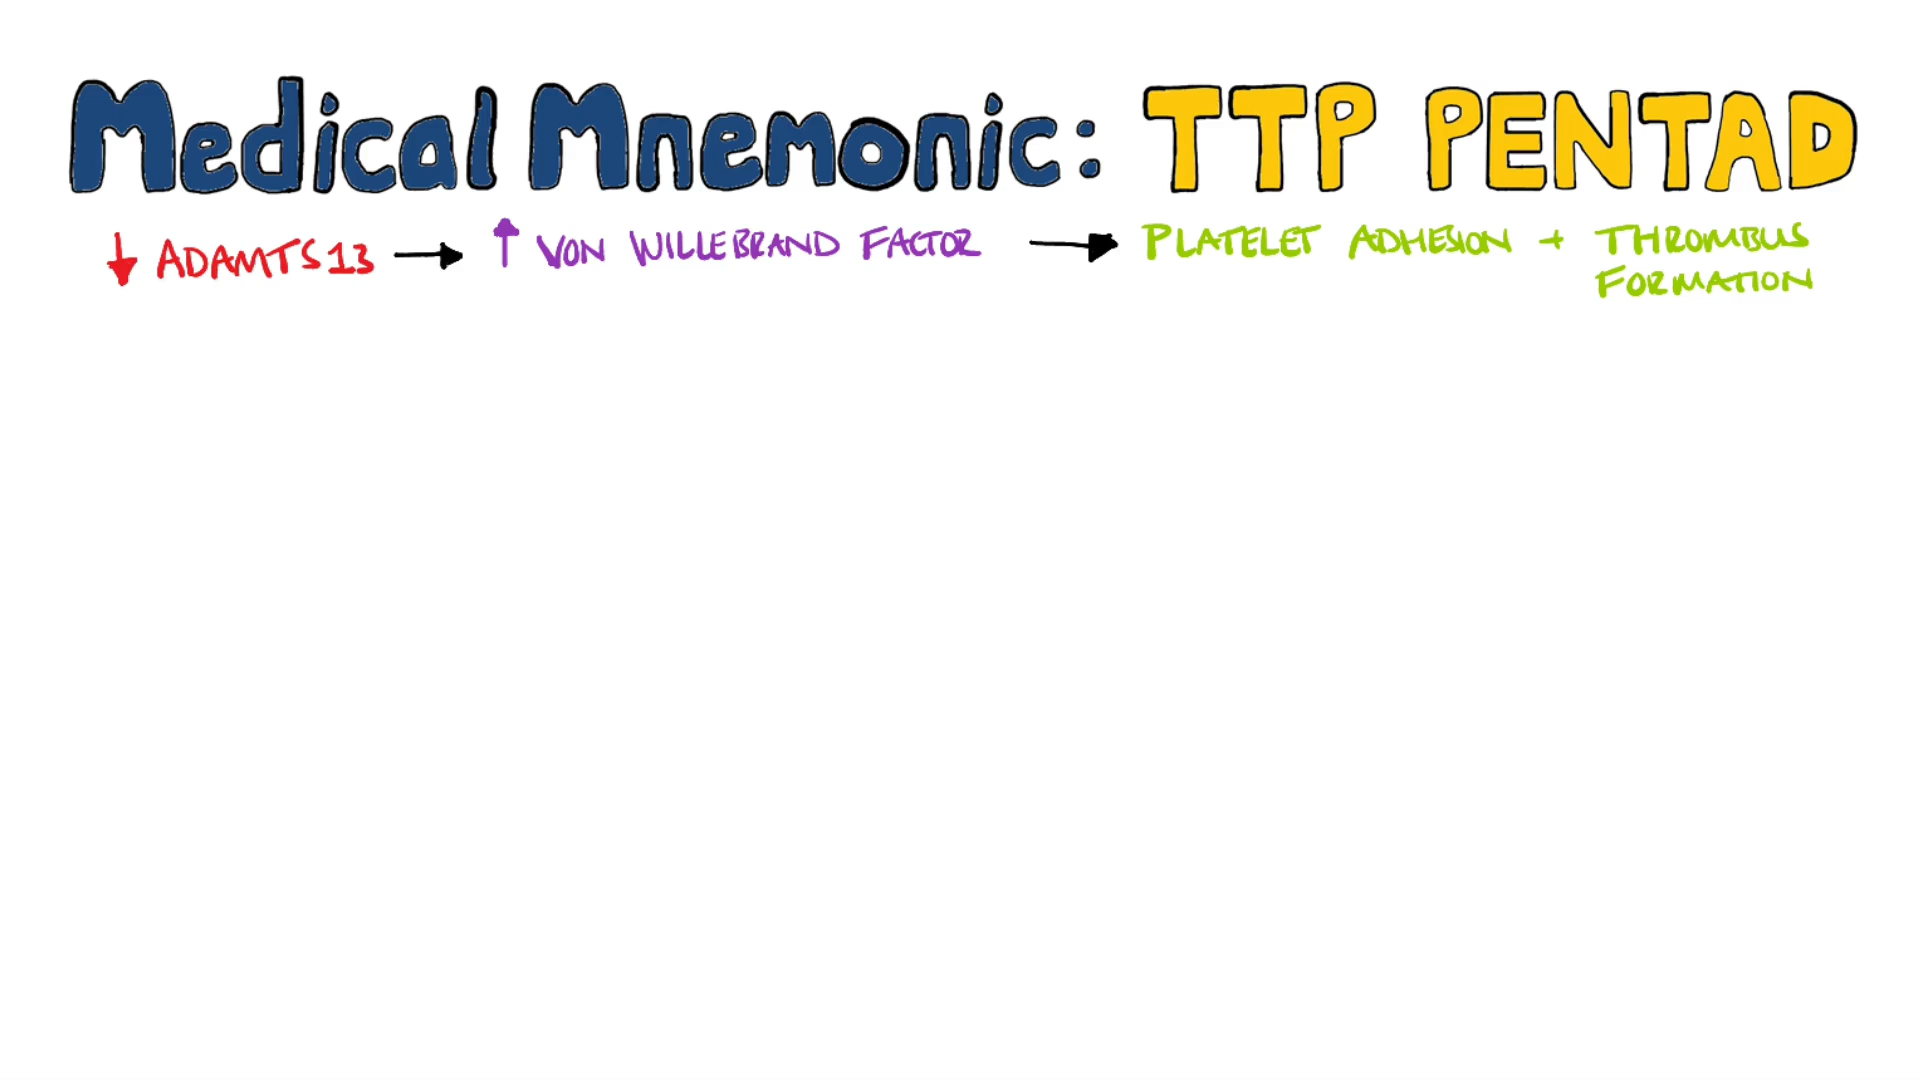 Medical Mnemonic: TTP PENTAD
↓ ADAMTS13 → ↑ VON WILLEBRAND FACTOR → PLATELET ADHESION + THROMBUS
FORMATION